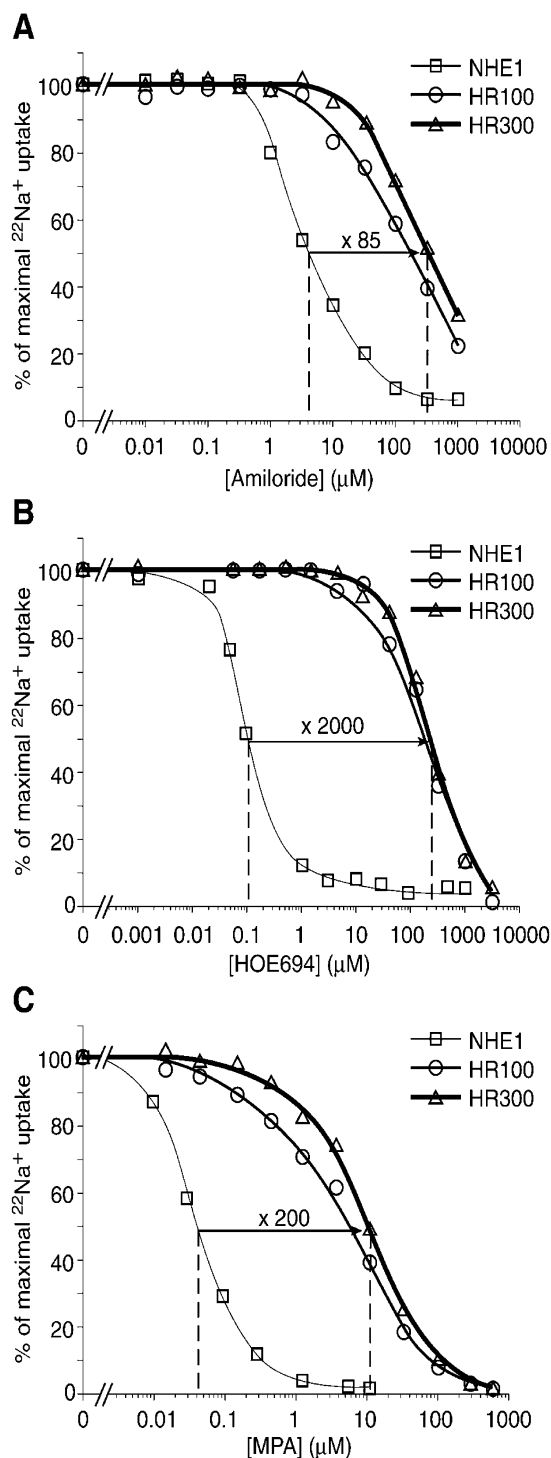 A
% of maximal ²²Na⁺ uptake
100
80
60
40
20
0
NHE1
HR100
HR300
x 85
0 0.01 0.1 1 10 100 1000 10000
[Amiloride] (μM)
B
% of maximal ²²Na⁺ uptake
100
80
60
40
20
0
NHE1
HR100
HR300
x 2000
0 0.001 0.01 0.1 1 10 100 1000 10000
[HOE694] (μM)
C
% of maximal ²²Na⁺ uptake
100
80
60
40
20
0
NHE1
HR100
HR300
x 200
0 0.01 0.1 1 10 100 1000
[MPA] (μM)